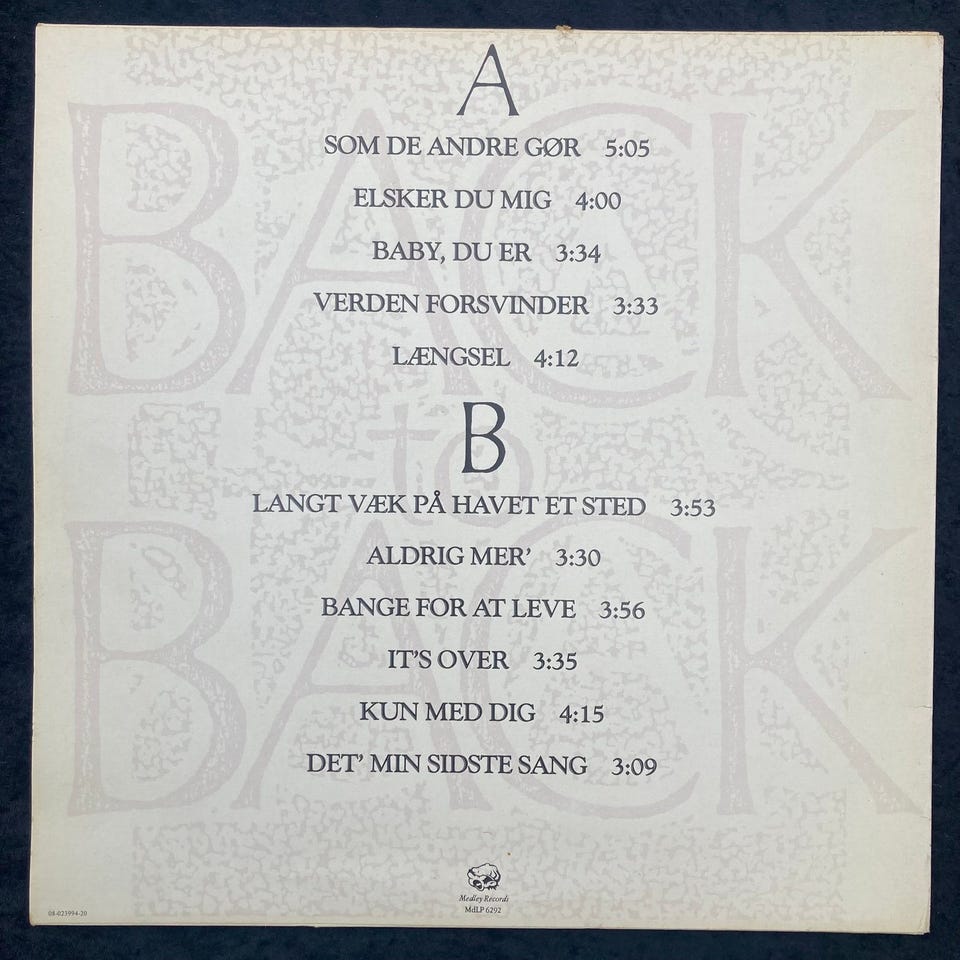 BACK
to
BACK
A
SOM DE ANDRE GØR 5:05
ELSKER DU MIG 4:00
BABY, DU ER 3:34
VERDEN FORSVINDER 3:33
LÆNGSEL 4:12
B
LANGT VÆK PÅ HAVET ET STED 3:53
ALDRIG MER' 3:30
BANGE FOR AT LEVE 3:56
IT'S OVER 3:35
KUN MED DIG 4:15
DET' MIN SIDSTE SANG 3:09
Medley Records
MdLP 6292
08-023994-20